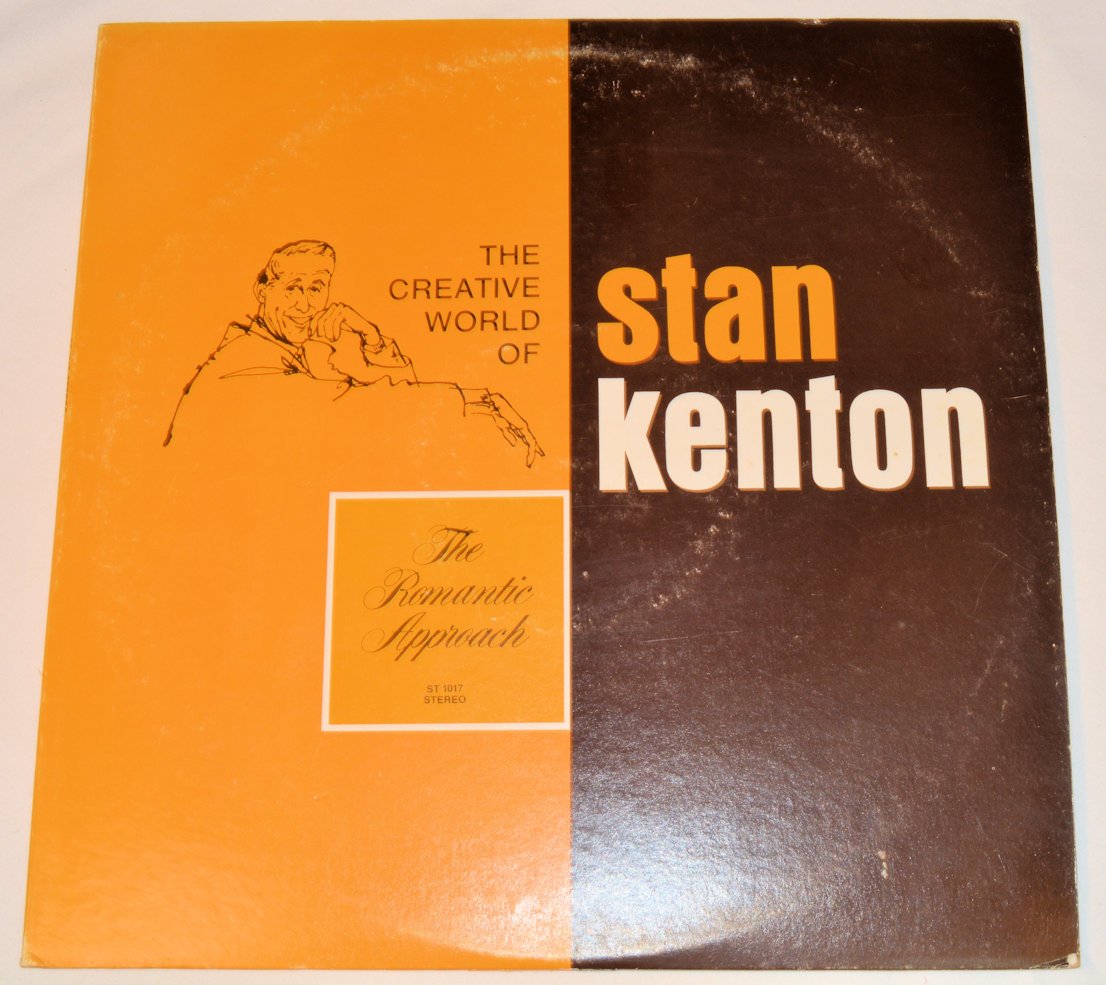 THE
CREATIVE
WORLD
OF
stan
kenton
The
Romantic
Approach
ST 1017
STEREO